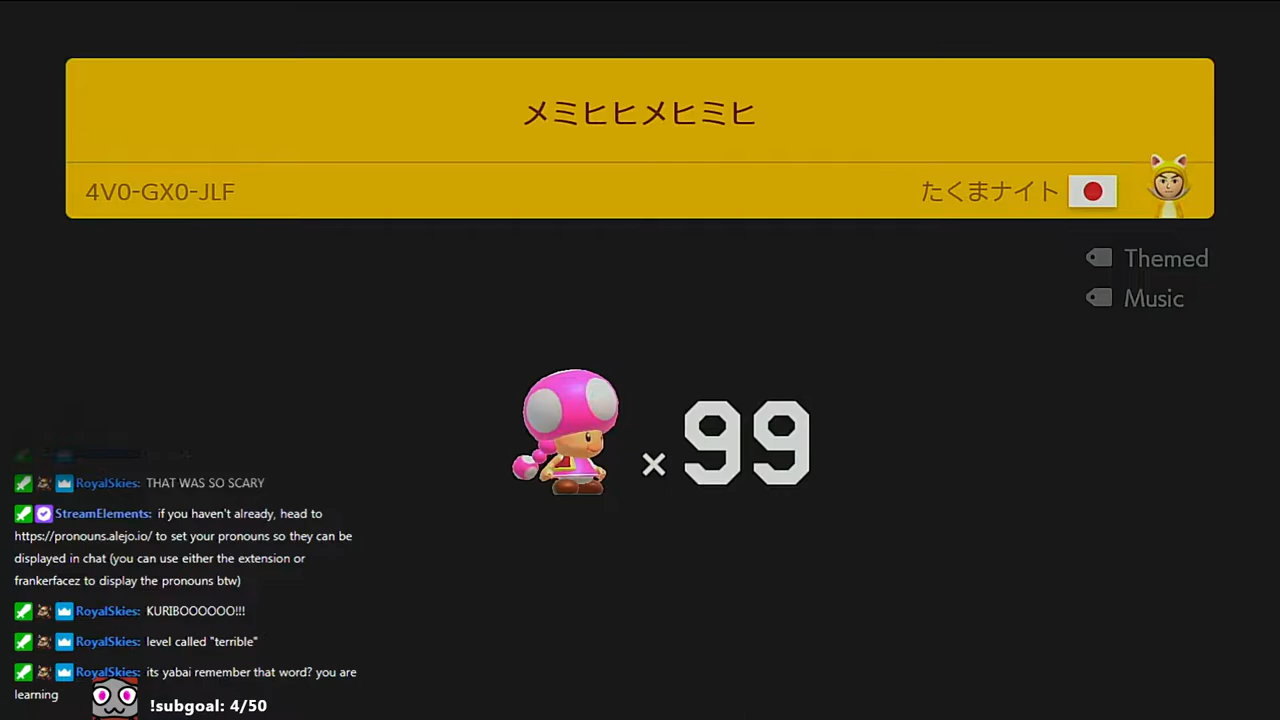 メミヒヒメヒミヒ
4V0-GX0-JLF
たくまナイト
Themed
Music
× 99
RoyalSkies: THAT WAS SO SCARY
StreamElements: if you haven't already, head to
https://pronouns.alejo.io/ to set your pronouns so they can be
displayed in chat (you can use either the extension or
frankerfacez to display the pronouns btw)
RoyalSkies: KURIBOOOOOO!!!
RoyalSkies: level called "terrible"
RoyalSkies: its yabai remember that word? you are
learning
!subgoal: 4/50